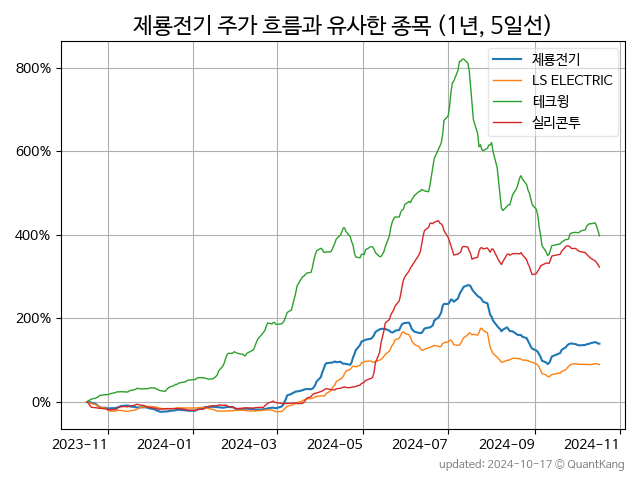 제룡전기 주가 흐름과 유사한 종목 (1년, 5일선)
제룡전기
LS ELECTRIC
테크윙
실리콘투
800%
600%
400%
200%
0%
2023-11 2024-01 2024-03 2024-05 2024-07 2024-09 2024-11
updated: 2024-10-17 © QuantKang